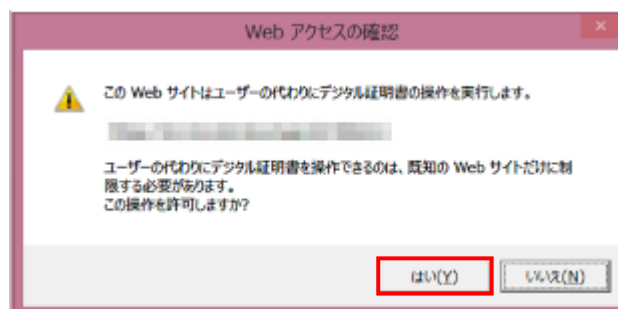 Web アクセスの確認
この Web サイトはユーザーの代わりにデジタル証明書の操作を実行します。
ユーザーの代わりにデジタル証明書を操作できるのは、既知の Web サイトだけに制
限する必要があります。
この操作を許可しますか?
はい(Y) いいえ(N)